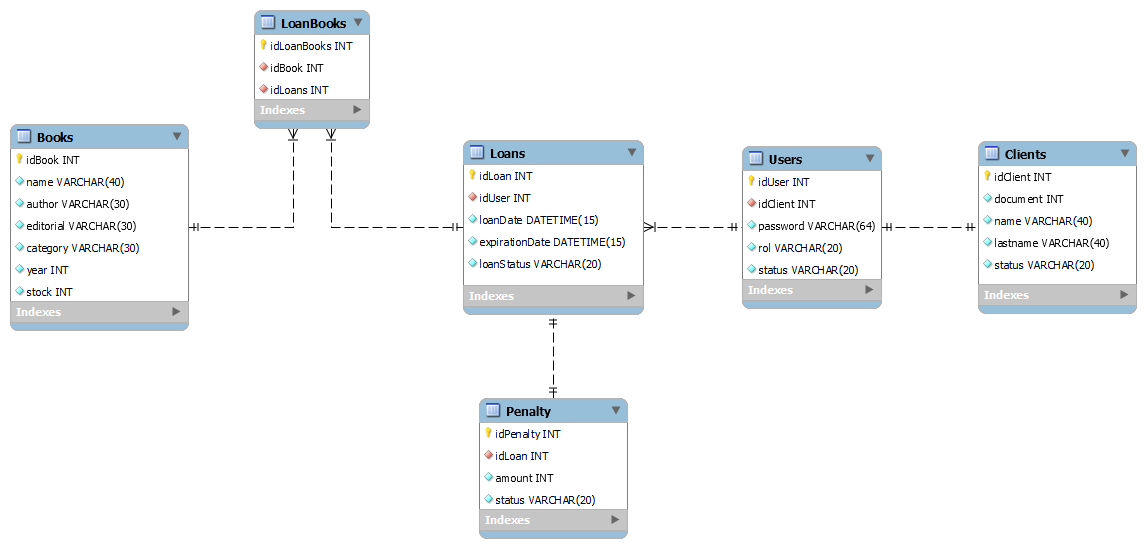 LoanBooks
idLoanBooks INT
idBook INT
idLoans INT
Indexes
Books
idBook INT
name VARCHAR(40)
author VARCHAR(30)
editorial VARCHAR(30)
category VARCHAR(30)
year INT
stock INT
Indexes
Loans
idLoan INT
idUser INT
loanDate DATETIME(15)
expirationDate DATETIME(15)
loanStatus VARCHAR(20)
Indexes
Users
idUser INT
idClient INT
password VARCHAR(64)
rol VARCHAR(20)
status VARCHAR(20)
Indexes
Clients
idClient INT
document INT
name VARCHAR(40)
lastname VARCHAR(40)
status VARCHAR(20)
Indexes
Penalty
idPenalty INT
idLoan INT
amount INT
status VARCHAR(20)
Indexes